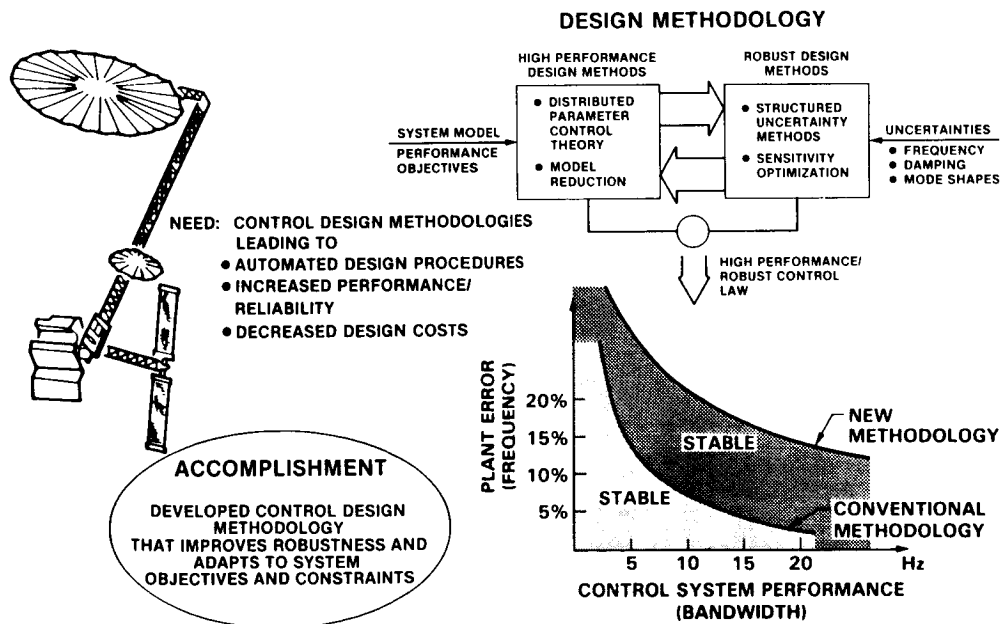 DESIGN METHODOLOGY
HIGH PERFORMANCE
DESIGN METHODS
ROBUST DESIGN
METHODS
SYSTEM MODEL
PERFORMANCE
OBJECTIVES
● DISTRIBUTED
PARAMETER
CONTROL
THEORY
● MODEL
REDUCTION
● STRUCTURED
UNCERTAINTY
METHODS
● SENSITIVITY
OPTIMIZATION
UNCERTAINTIES
● FREQUENCY
● DAMPING
● MODE SHAPES
HIGH PERFORMANCE/
ROBUST CONTROL
LAW
NEED: CONTROL DESIGN METHODOLOGIES
LEADING TO
● AUTOMATED DESIGN PROCEDURES
● INCREASED PERFORMANCE/
RELIABILITY
● DECREASED DESIGN COSTS
ACCOMPLISHMENT
DEVELOPED CONTROL DESIGN
METHODOLOGY
THAT IMPROVES ROBUSTNESS AND
ADAPTS TO SYSTEM
OBJECTIVES AND CONSTRAINTS
PLANT ERROR
(FREQUENCY)
20%
15%
10%
5%
STABLE
STABLE
NEW
METHODOLOGY
CONVENTIONAL
METHODOLOGY
5 10 15 20 Hz
CONTROL SYSTEM PERFORMANCE
(BANDWIDTH)